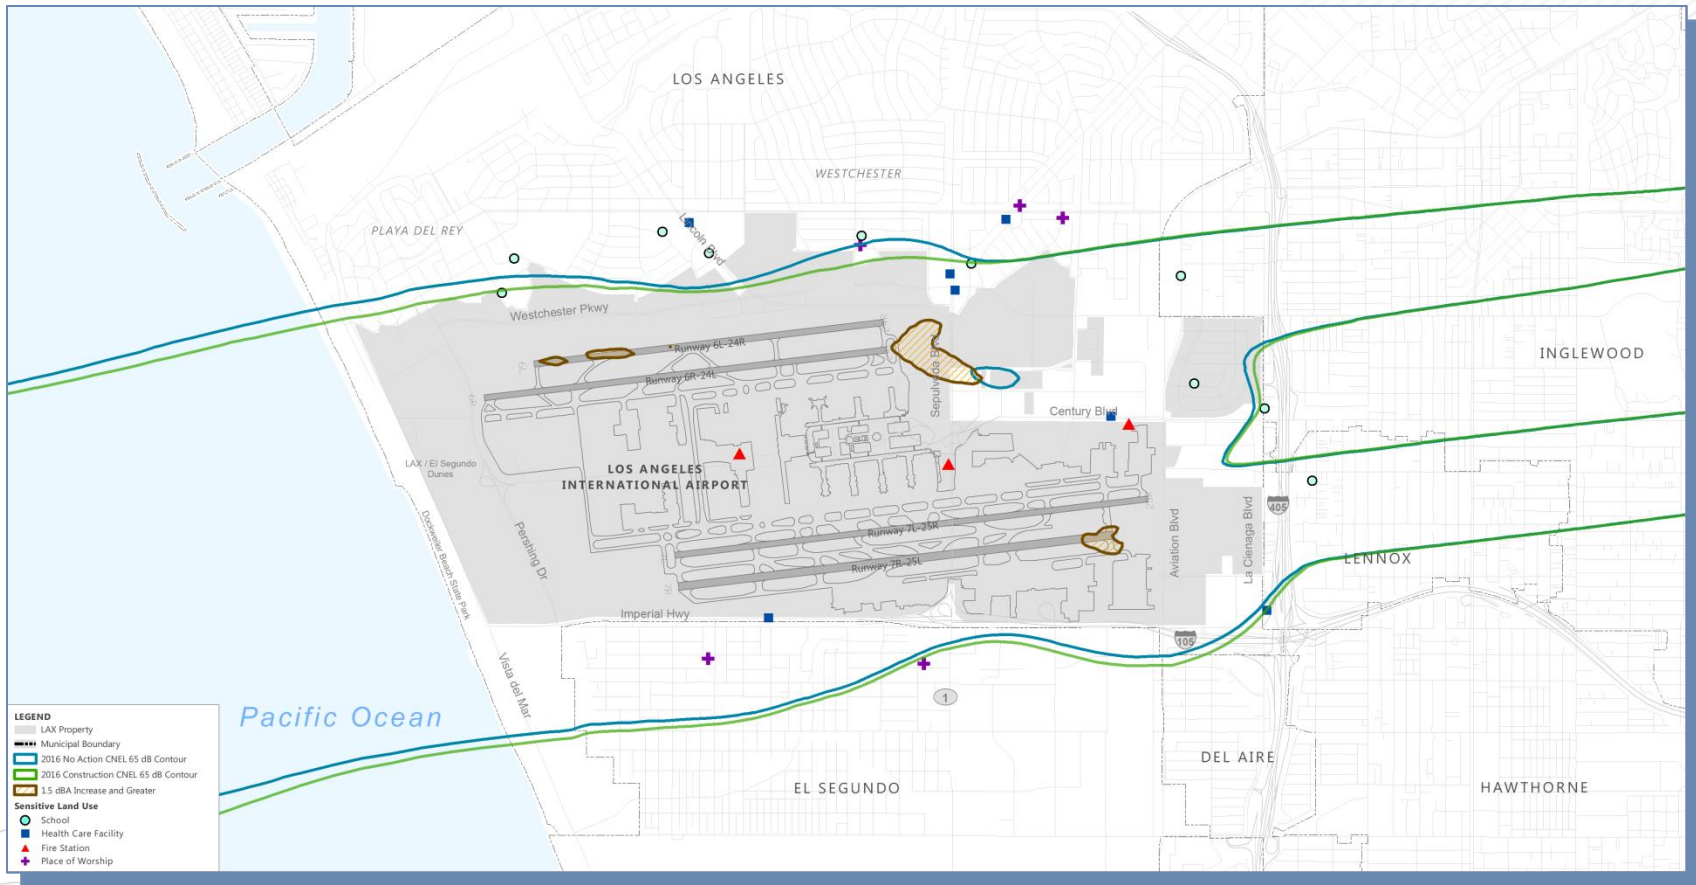 LOS ANGELES
WESTCHESTER
PLAYA DEL REY
Lincoln Blvd
Westchester Pkwy
Runway 6L-24R
6L
Runway 6R-24L
6R
Sepulveda Blvd
INGLEWOOD
Century Blvd
LAX / El Segundo
Dunes
LOS ANGELES
INTERNATIONAL AIRPORT
405
Dockweiler Beach State Park
Pershing Dr
Runway 7L-25R
Aviation Blvd
La Cienaga Blvd
Runway 7R-25L
7R
LENNOX
Imperial Hwy
105
Vista del Mar
1
Pacific Ocean
DEL AIRE
EL SEGUNDO
HAWTHORNE
LEGEND
LAX Property
Municipal Boundary
2016 No Action CNEL 65 dB Contour
2016 Construction CNEL 65 dB Contour
1.5 dBA Increase and Greater
Sensitive Land Use
School
Health Care Facility
Fire Station
Place of Worship